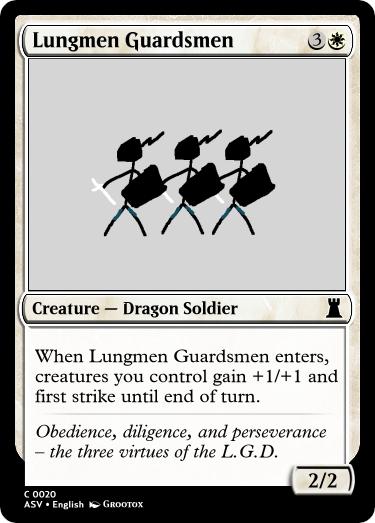 Lungmen Guardsmen 3
Creature — Dragon Soldier
When Lungmen Guardsmen enters,
creatures you control gain +1/+1 and
first strike until end of turn.
Obedience, diligence, and perseverance
– the three virtues of the L.G.D.
2/2
C 0020
ASV • English Grootox